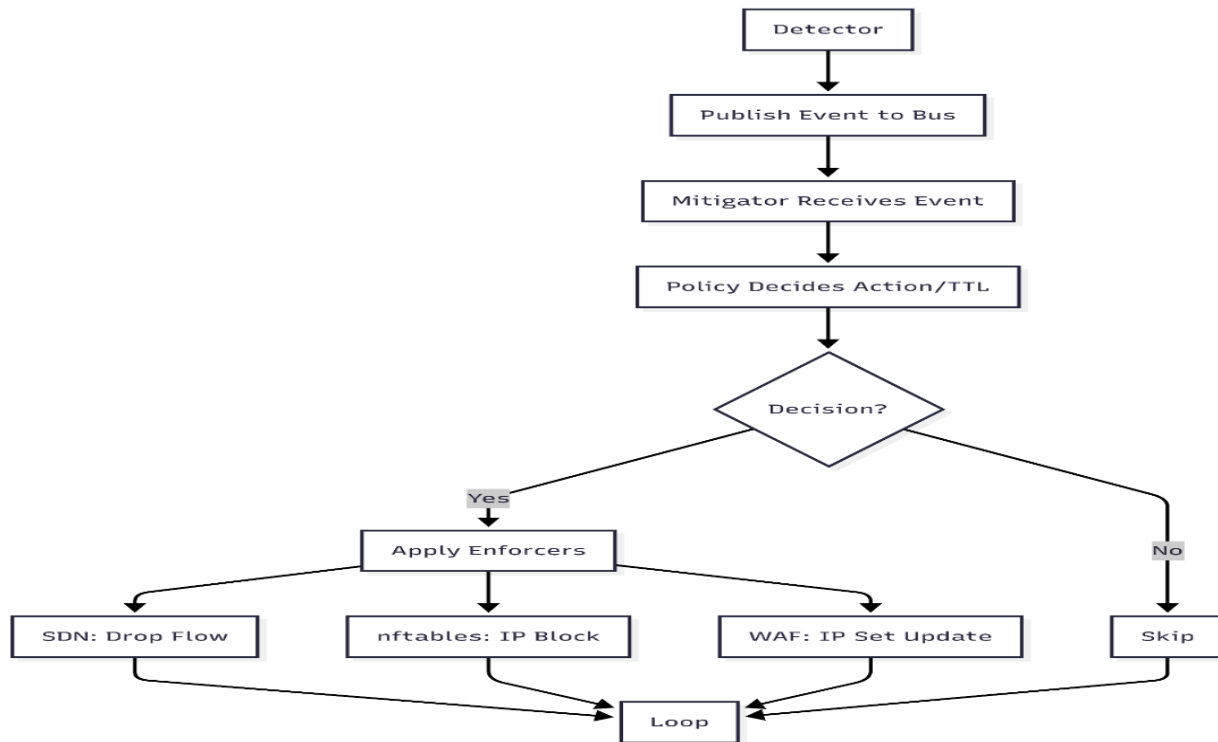 Detector
Publish Event to Bus
Mitigator Receives Event
Policy Decides Action/TTL
Decision?
Yes
No
Apply Enforcers
SDN: Drop Flow
nftables: IP Block
WAF: IP Set Update
Skip
Loop